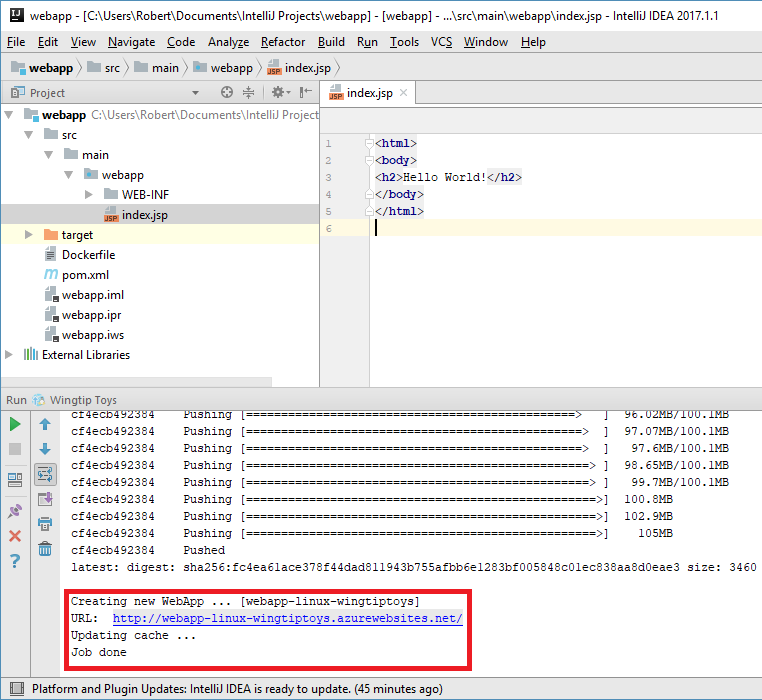 webapp - [C:\Users\Robert\Documents\IntelliJ Projects\webapp] - [webapp] - ...\src\main\webapp\index.jsp - IntelliJ IDEA 2017.1.1
File Edit View Navigate Code Analyze Refactor Build Run Tools VCS Window Help
webapp src main webapp index.jsp
Project
index.jsp
webapp C:\Users\Robert\Documents\IntelliJ Project
src
main
webapp
WEB-INF
index.jsp
target
Dockerfile
pom.xml
webapp.iml
webapp.ipr
webapp.iws
External Libraries
1 <html>
2 <body>
3 <h2>Hello World!</h2>
4 </body>
5 </html>
6
Run Wingtip Toys
cf4ecb492384 Pushing [================================================> ] 96.02MB/100.1MB
cf4ecb492384 Pushing [=================================================> ] 97.07MB/100.1MB
cf4ecb492384 Pushing [=================================================> ] 97.6MB/100.1MB
cf4ecb492384 Pushing [==================================================> ] 98.65MB/100.1MB
cf4ecb492384 Pushing [==================================================> ] 99.7MB/100.1MB
cf4ecb492384 Pushing [===================================================>] 100.8MB
cf4ecb492384 Pushing [===================================================>] 102.9MB
cf4ecb492384 Pushing [===================================================>] 105MB
cf4ecb492384 Pushed
latest: digest: sha256:fc4ea61ace378f44dad811943b755afbb6e1283bf005848c01ec838aa8d0eae3 size: 3460
Creating new WebApp ... [webapp-linux-wingtiptoys]
URL: http://webapp-linux-wingtiptoys.azurewebsites.net/
Updating cache ...
Job done
Platform and Plugin Updates: IntelliJ IDEA is ready to update. (45 minutes ago)